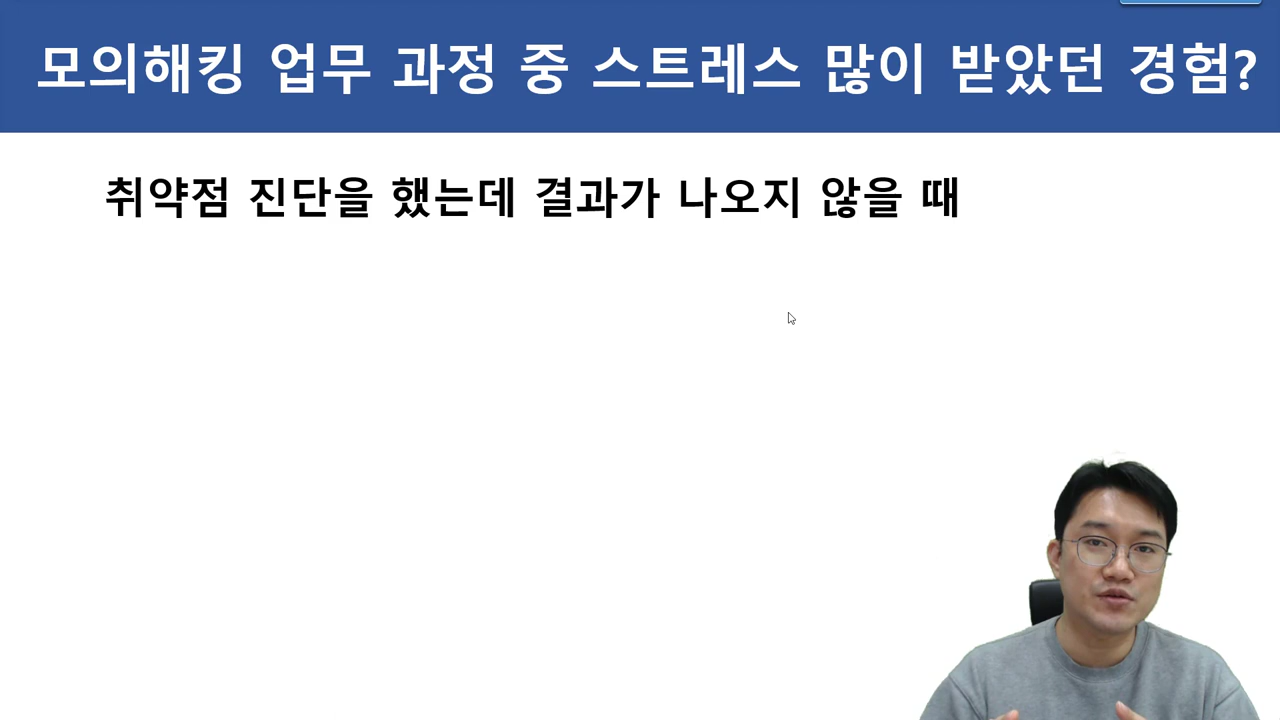 모의해킹 업무 과정 중 스트레스 많이 받았던 경험?
취약점 진단을 했는데 결과가 나오지 않을 때